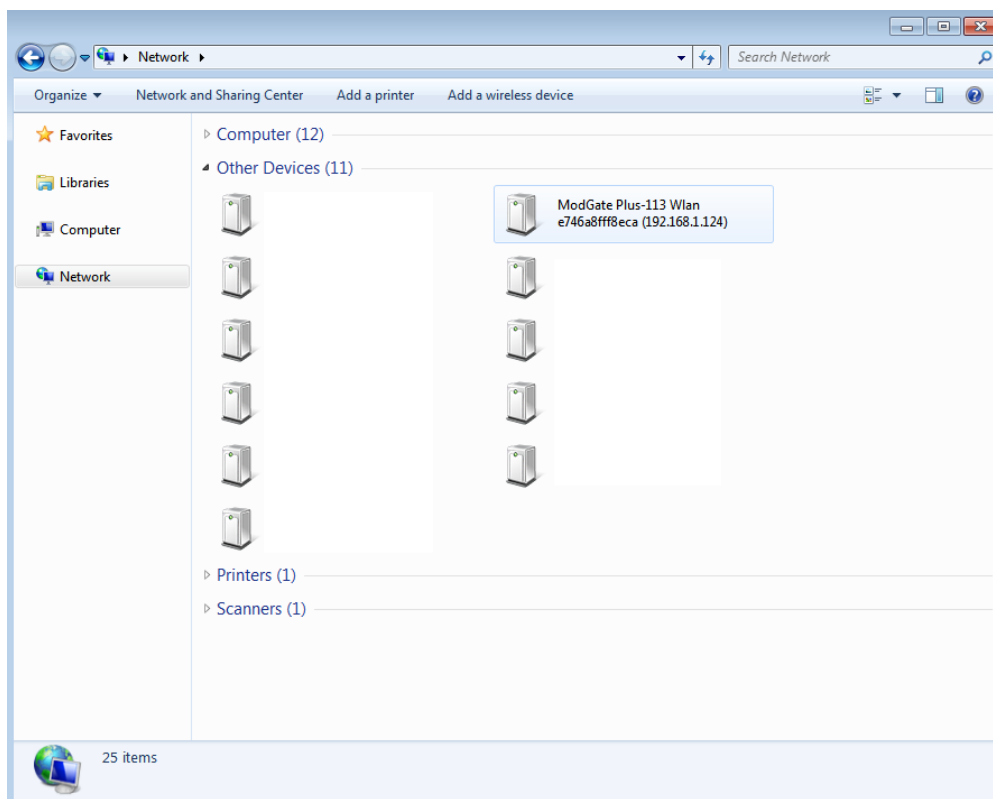 Network
Search Network
Organize
Network and Sharing Center
Add a printer
Add a wireless device
Favorites
Libraries
Computer
Network
Computer (12)
Other Devices (11)
ModGate Plus-113 Wlan
e746a8fff8eca (192.168.1.124)
Printers (1)
Scanners (1)
25 items